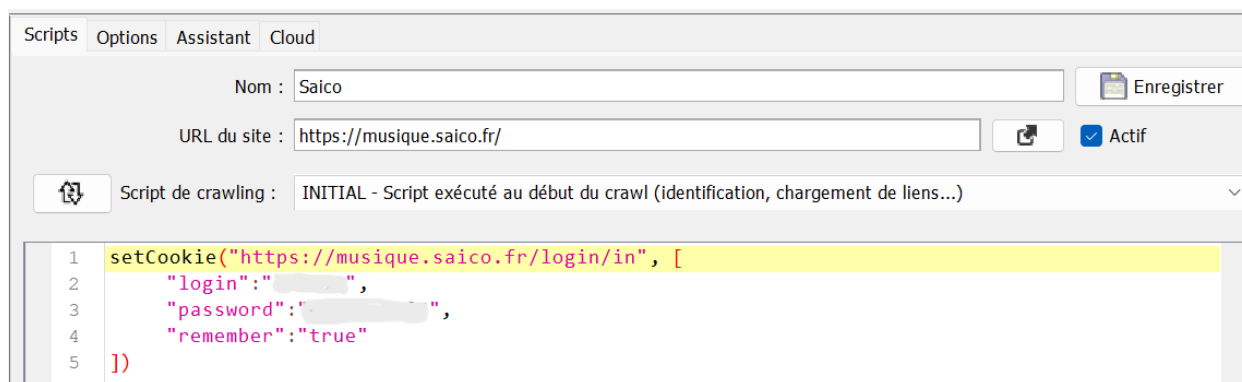 Scripts Options Assistant Cloud
Nom : Saico Enregistrer
URL du site : https://musique.saico.fr/ Actif
Script de crawling : INITIAL - Script exécuté au début du crawl (identification, chargement de liens...)
1 setCookie("https://musique.saico.fr/login/in", [
2 "login":" ",
3 "password":" ",
4 "remember":"true"
5 ])